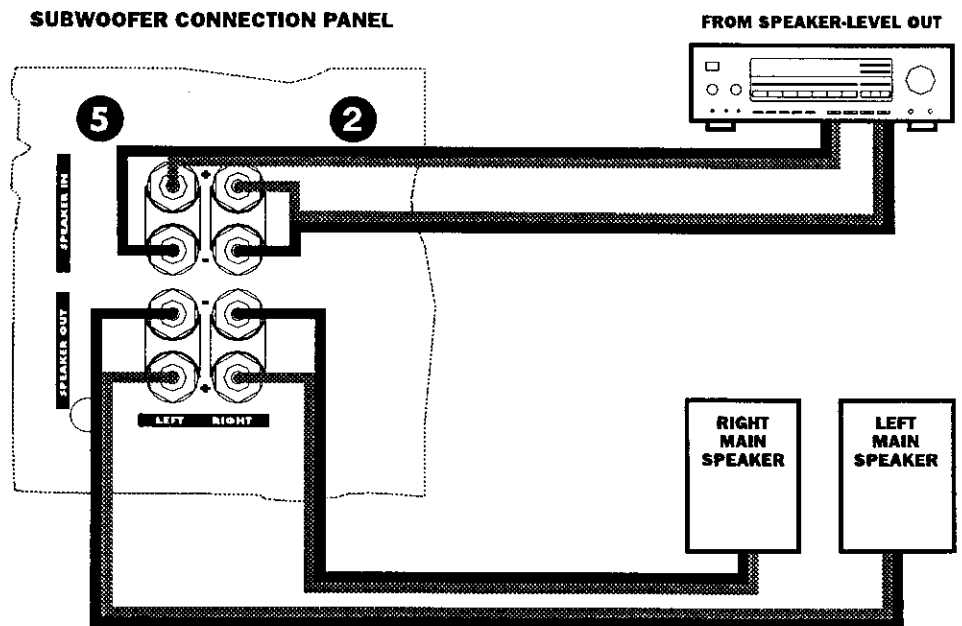 SUBWOOFER CONNECTION PANEL
FROM SPEAKER-LEVEL OUT
5
2
SPEAKER IN
+
-
SPEAKER OUT
-
+
LEFT RIGHT
RIGHT
MAIN
SPEAKER
LEFT
MAIN
SPEAKER